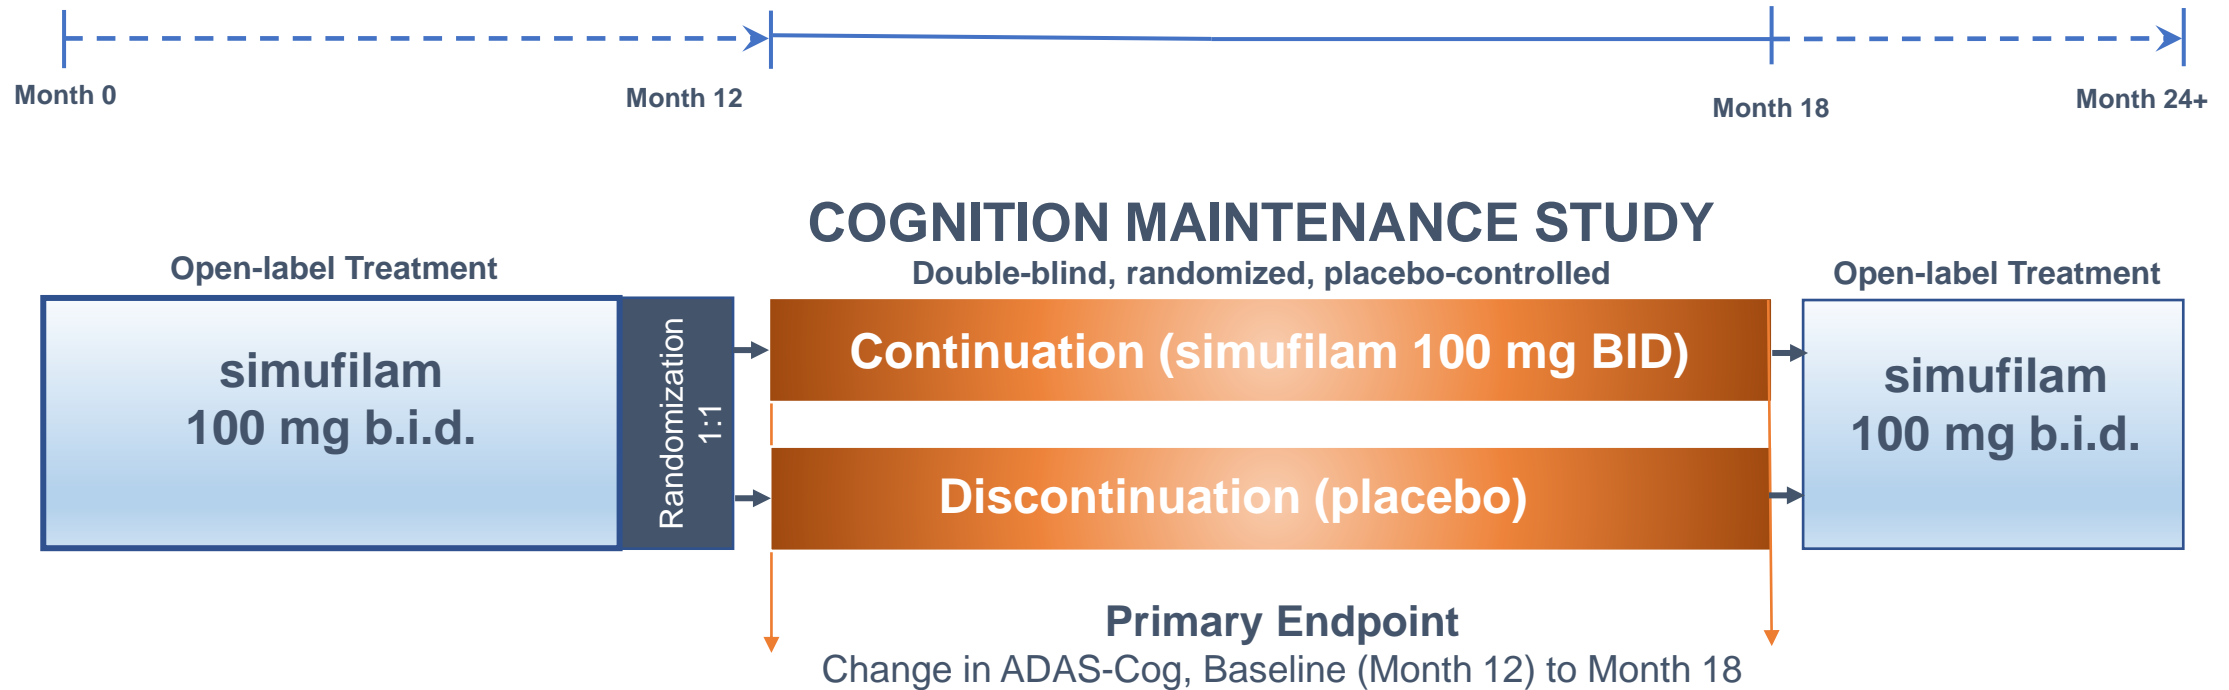 Month 0
Month 12
Month 18
Month 24+
COGNITION MAINTENANCE STUDY
Double-blind, randomized, placebo-controlled
Open-label Treatment
simufilam
100 mg b.i.d.
Randomization
1:1
Continuation (simufilam 100 mg BID)
Discontinuation (placebo)
Open-label Treatment
simufilam
100 mg b.i.d.
Primary Endpoint
Change in ADAS-Cog, Baseline (Month 12) to Month 18